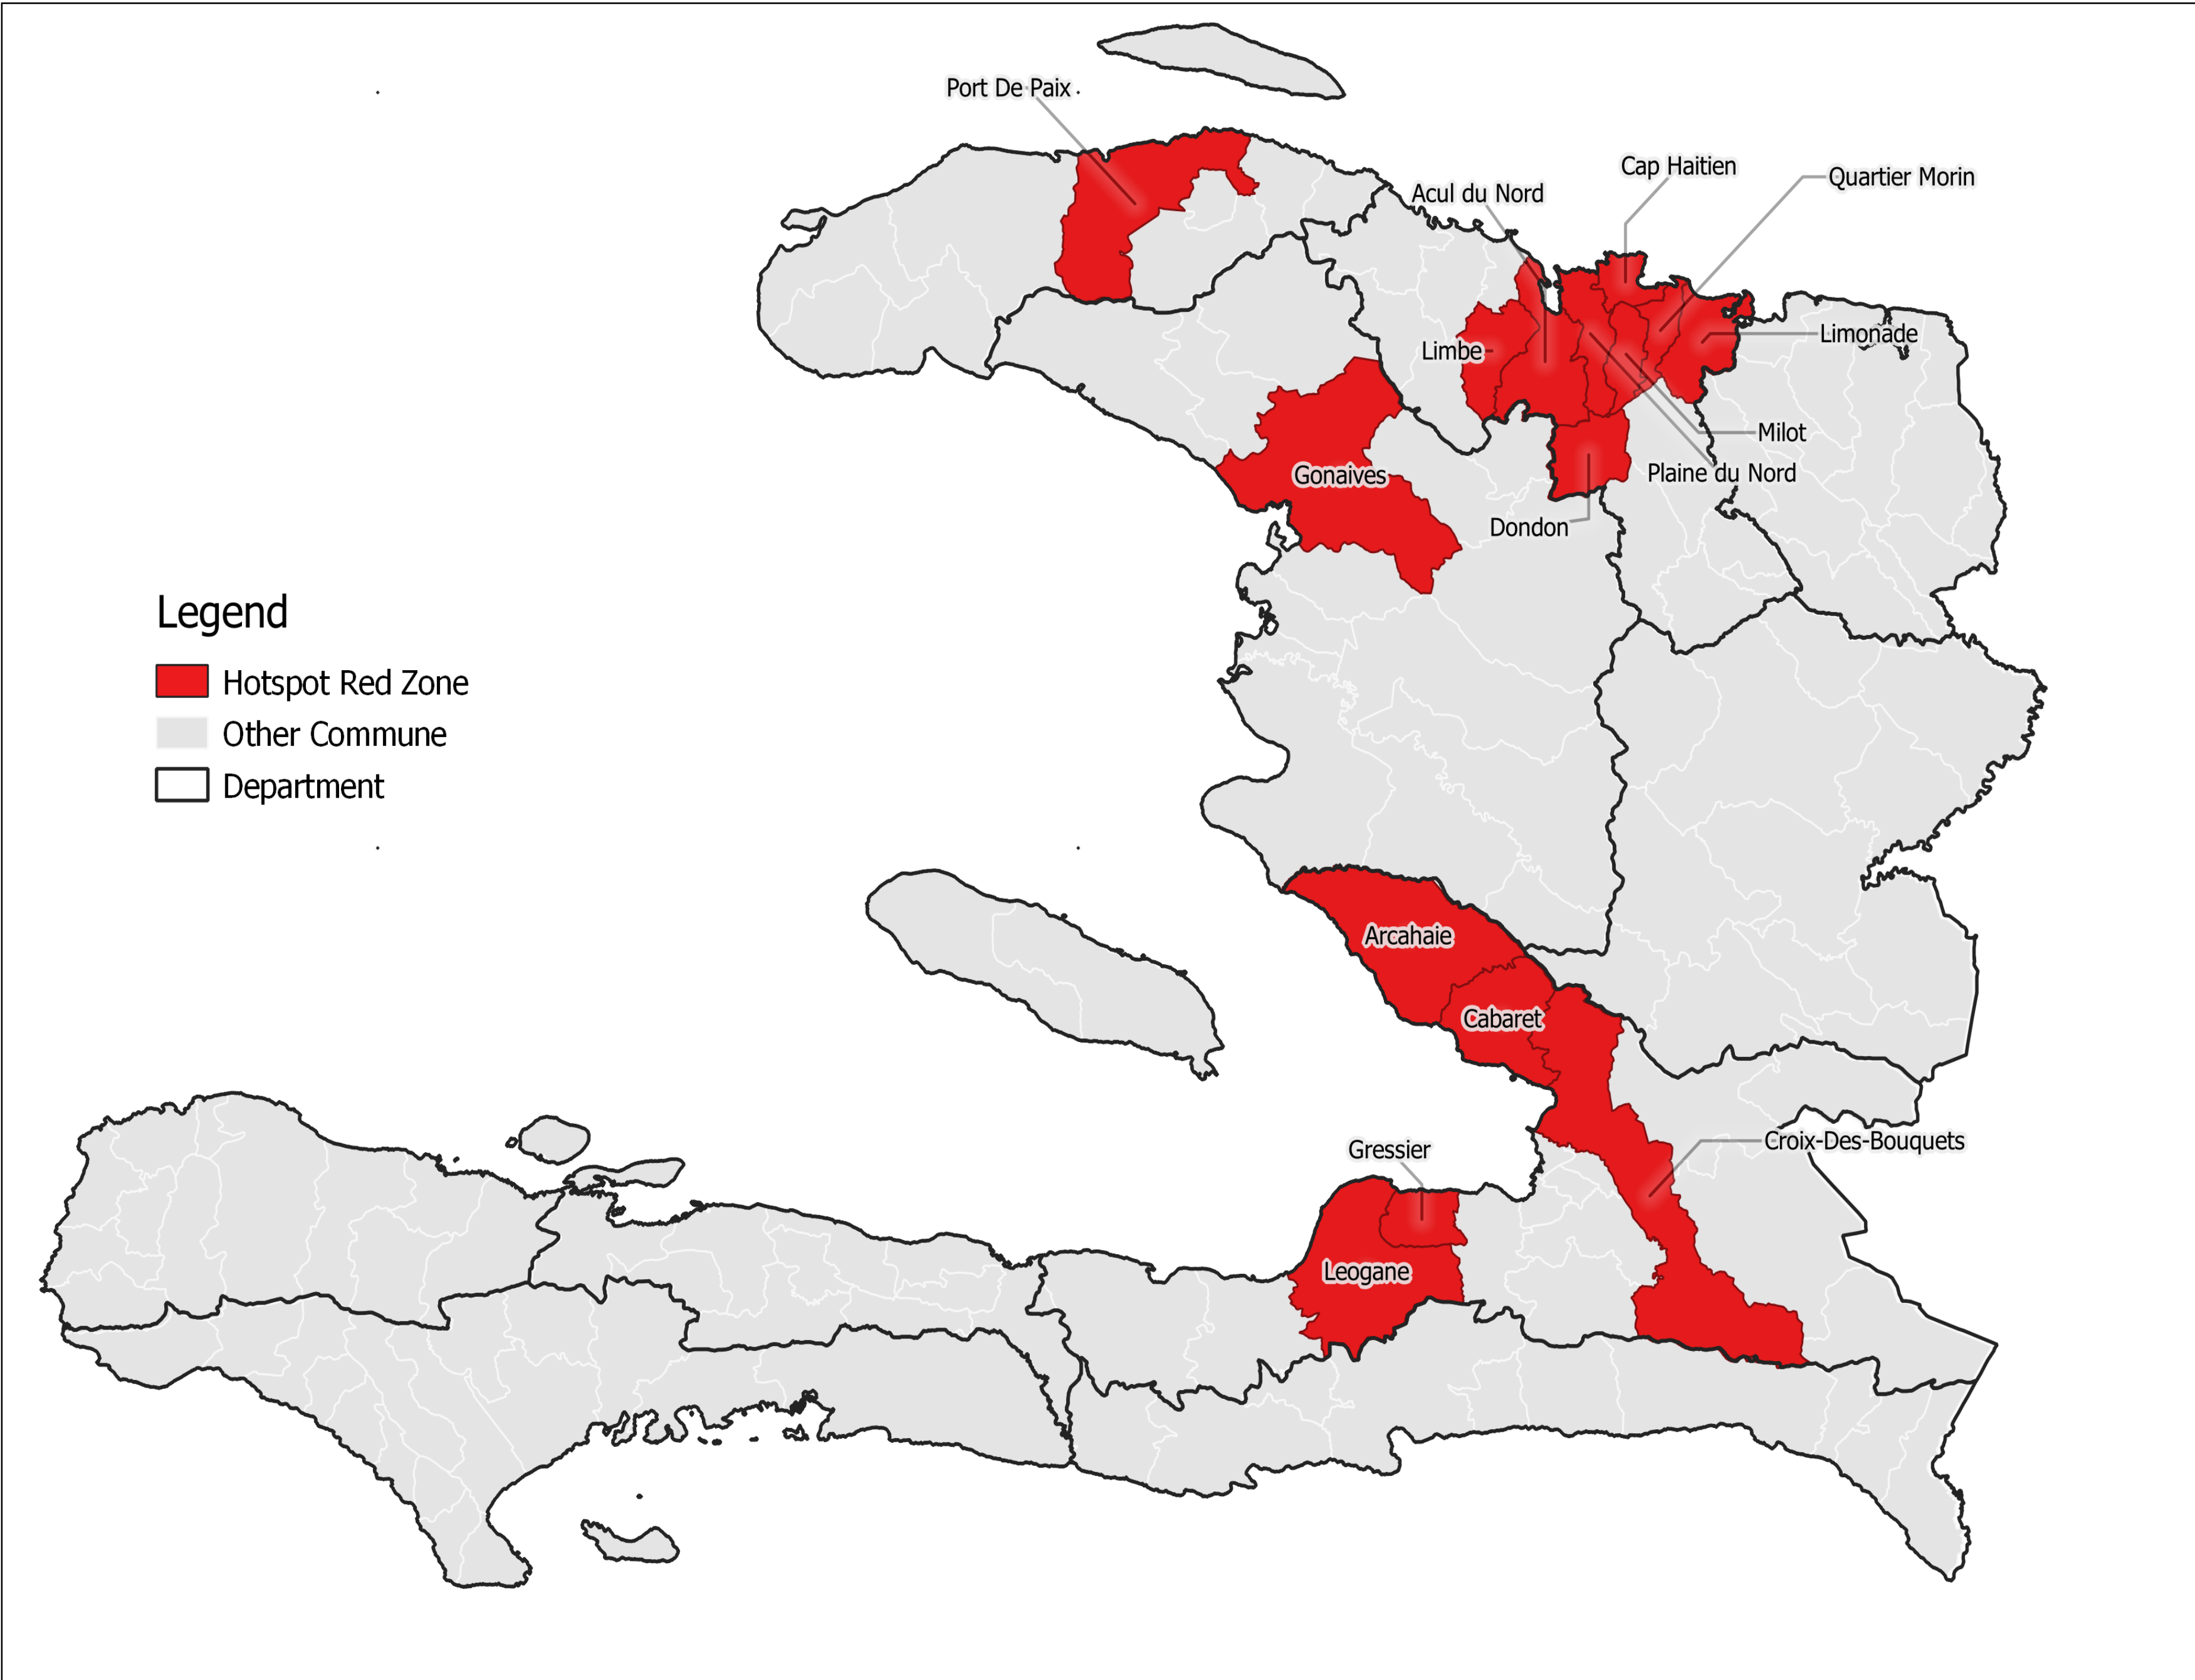 Port De Paix
Cap Haitien
Quartier Morin
Acul du Nord
Limonade
Limbe
Milot
Gonaives
Plaine du Nord
Dondon
Legend
Hotspot Red Zone
Other Commune
Department
Arcahaie
Cabaret
Croix-Des-Bouquets
Gressier
Leogane